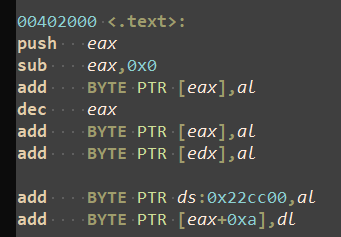 00402000 <.text>:
push eax
sub eax,0x0
add BYTE PTR [eax],al
dec eax
add BYTE PTR [eax],al
add BYTE PTR [edx],al
add BYTE PTR ds:0x22cc00,al
add BYTE PTR [eax+0xa],dl